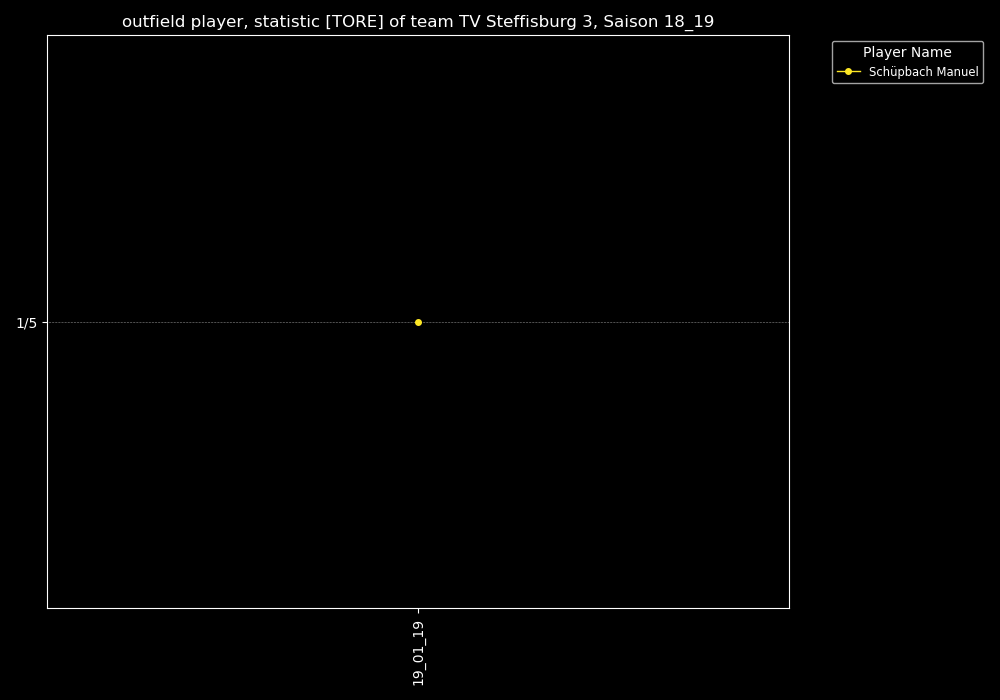 outfield player, statistic [TORE] of team TV Steffisburg 3, Saison 18_19
Player Name
Schüpbach Manuel
1/5
19_01_19